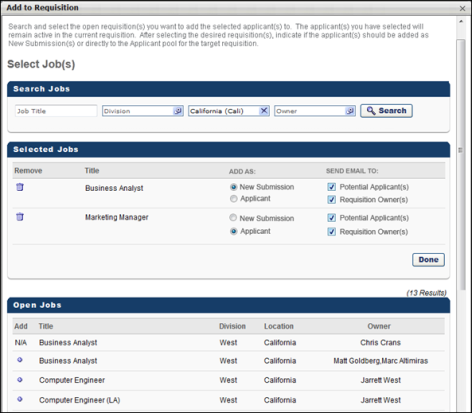 Add to Requisition
Search and select the open requisition(s) you want to add the selected applicant(s) to. The applicant(s) you have selected will
remain active in the current requisition. After selecting the desired requisition(s), indicate if the applicant(s) should be added as
New Submission(s) or directly to the Applicant pool for the target requisition.
Select Job(s)
Search Jobs
Job Title Division California (Cali) Owner Search
Selected Jobs
Remove Title ADD AS: SEND EMAIL TO:
Business Analyst New Submission Potential Applicant(s)
Applicant Requisition Owner(s)
Marketing Manager New Submission Potential Applicant(s)
Applicant Requisition Owner(s)
Done
(13 Results)
Open Jobs
Add Title Division Location Owner
N/A Business Analyst West California Chris Crans
Business Analyst West California Matt Goldberg,Marc Altimiras
Computer Engineer West California Jarrett West
Computer Engineer (LA) West California Jarrett West